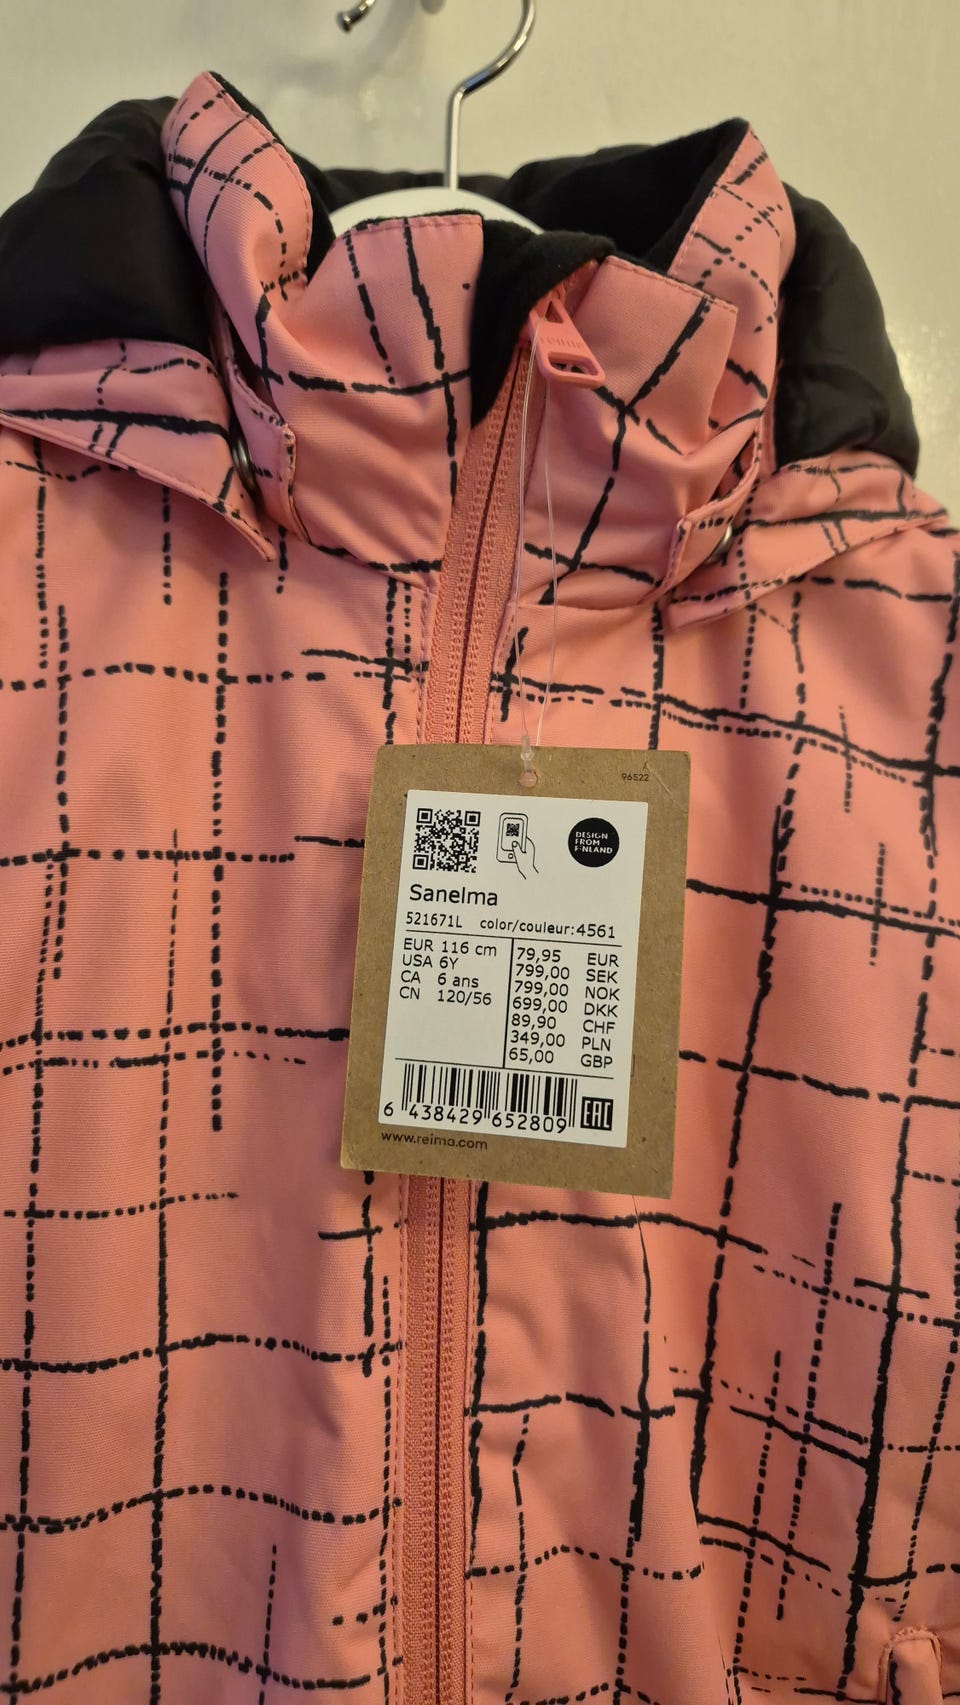 reima
96522
DESIGN
FROM
FINLAND
Sanelma
521671L color/couleur:4561
EUR 116 cm
USA 6Y
CA 6 ans
CN 120/56
79,95 EUR
799,00 SEK
799,00 NOK
699,00 DKK
89,90 CHF
349,00 PLN
65,00 GBP
6 438429 652809
EAC
www.reima.com